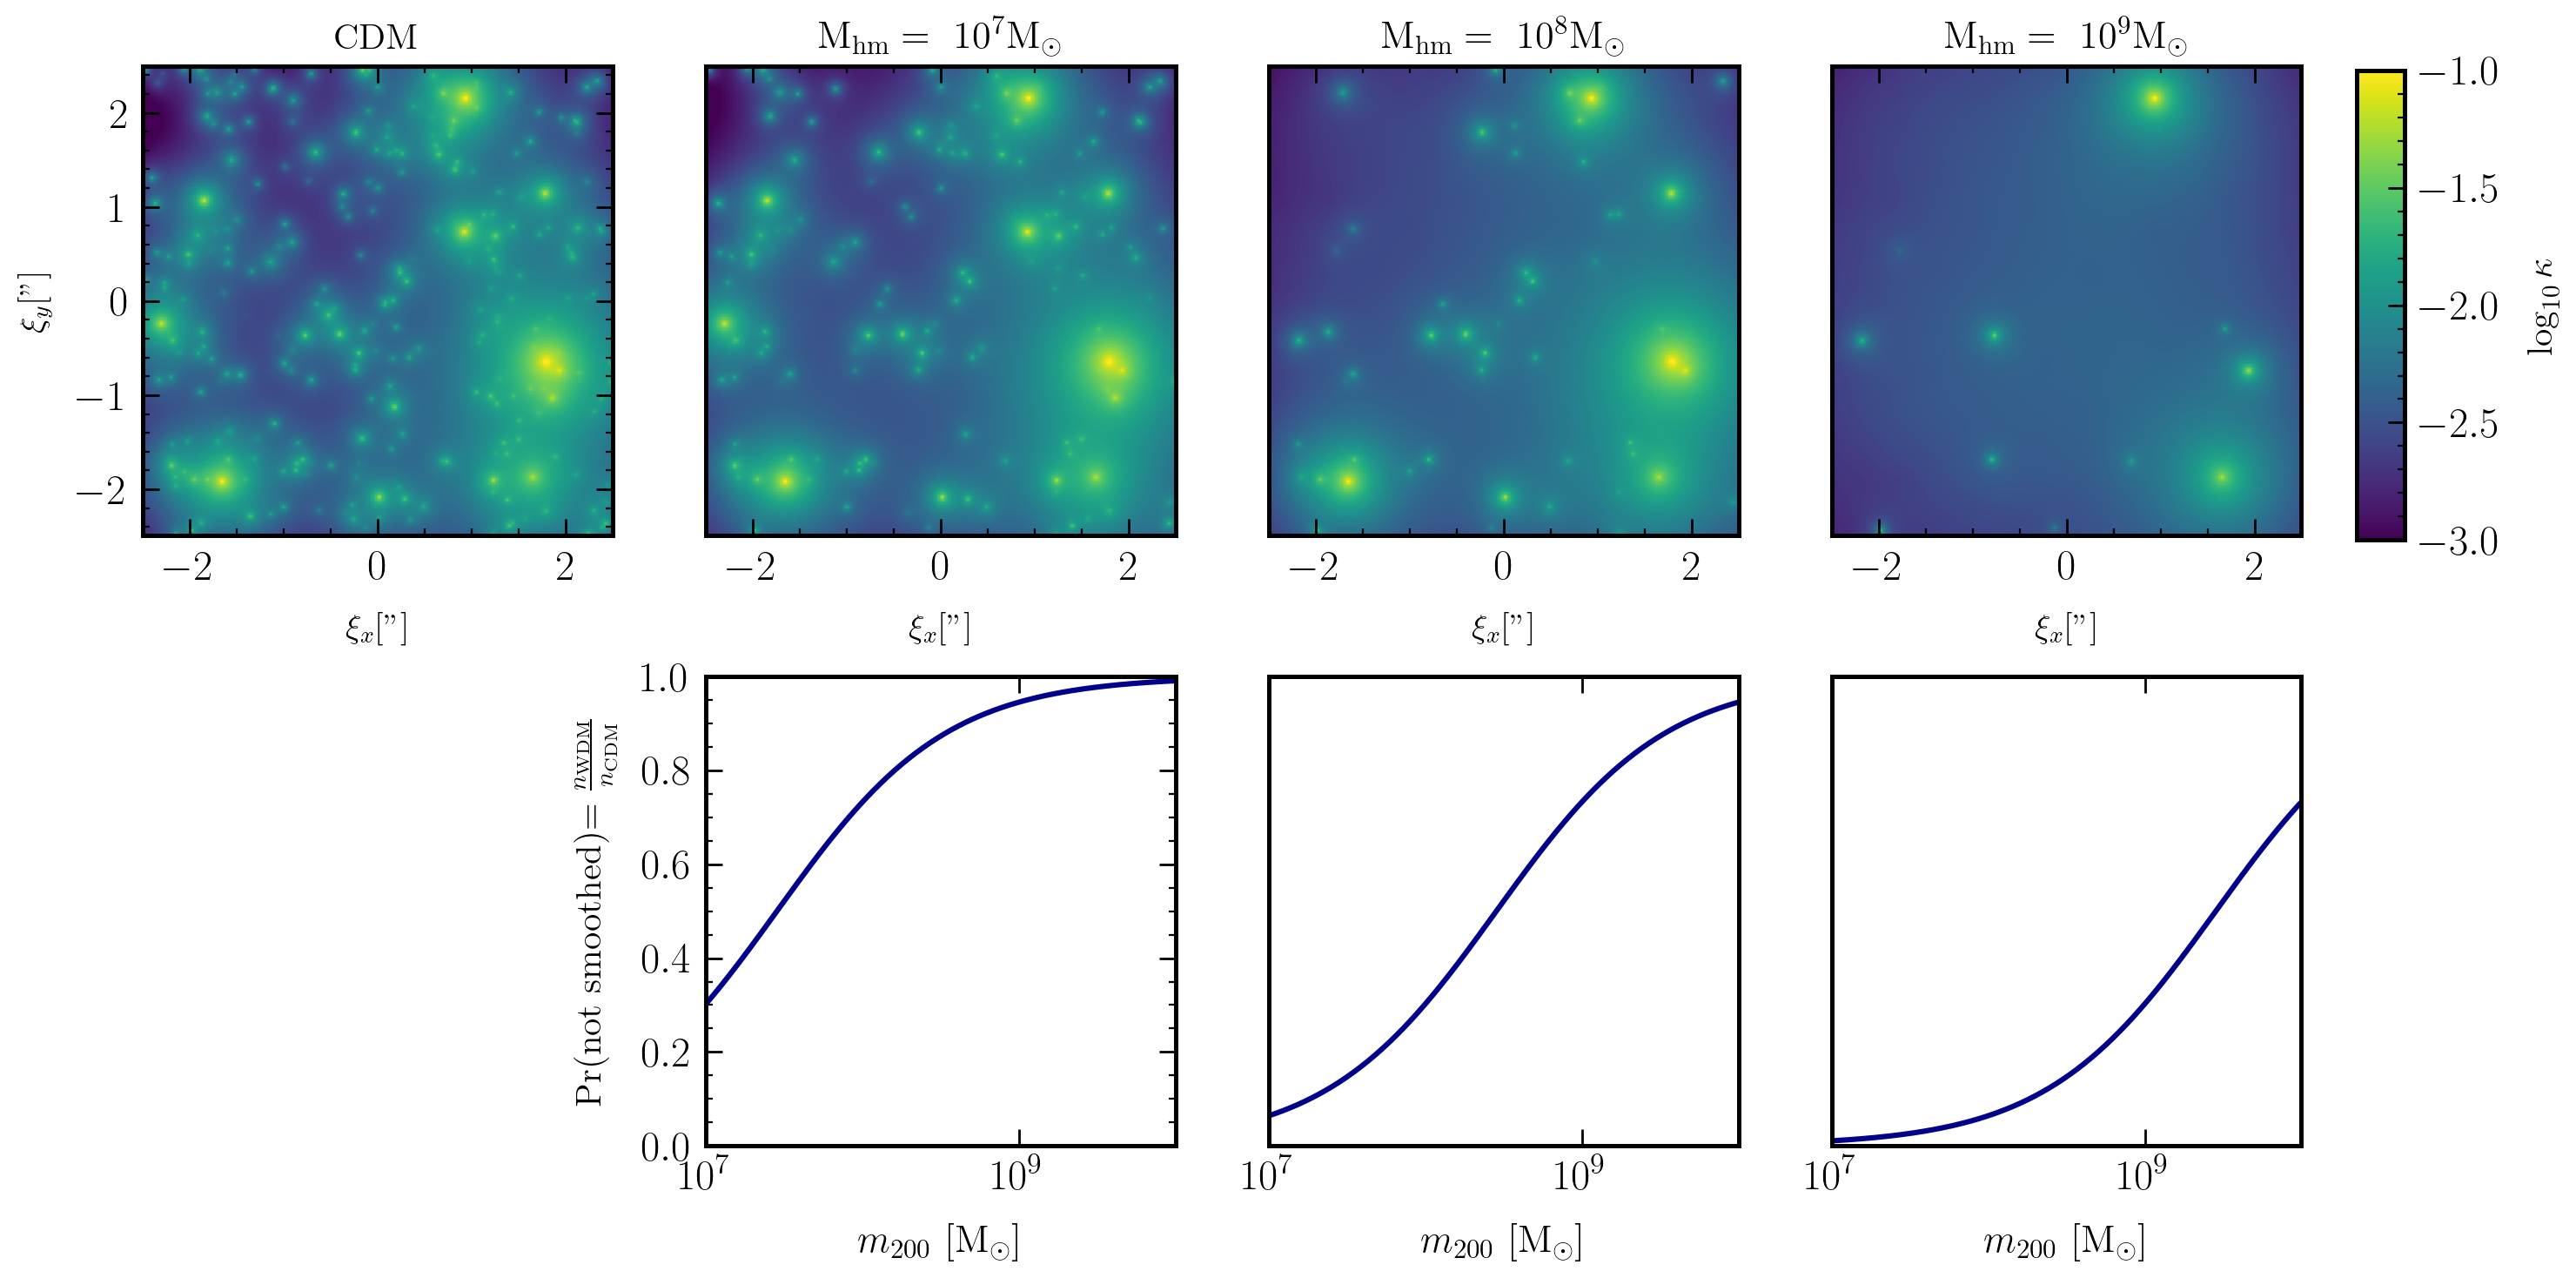 CDM
M_hm = 10^7 M_⊙
M_hm = 10^8 M_⊙
M_hm = 10^9 M_⊙
ξ_y["]
2
1
0
−1
−2
−2 0 2
−2 0 2
−2 0 2
−2 0 2
ξ_x["]
ξ_x["]
ξ_x["]
ξ_x["]
−1.0
−1.5
−2.0
−2.5
−3.0
log_10 κ
Pr(not smoothed)= n_WDM/n_CDM
1.0
0.8
0.6
0.4
0.2
0.0
10^7 10^9
10^7 10^9
10^7 10^9
m_200 [M_⊙]
m_200 [M_⊙]
m_200 [M_⊙]